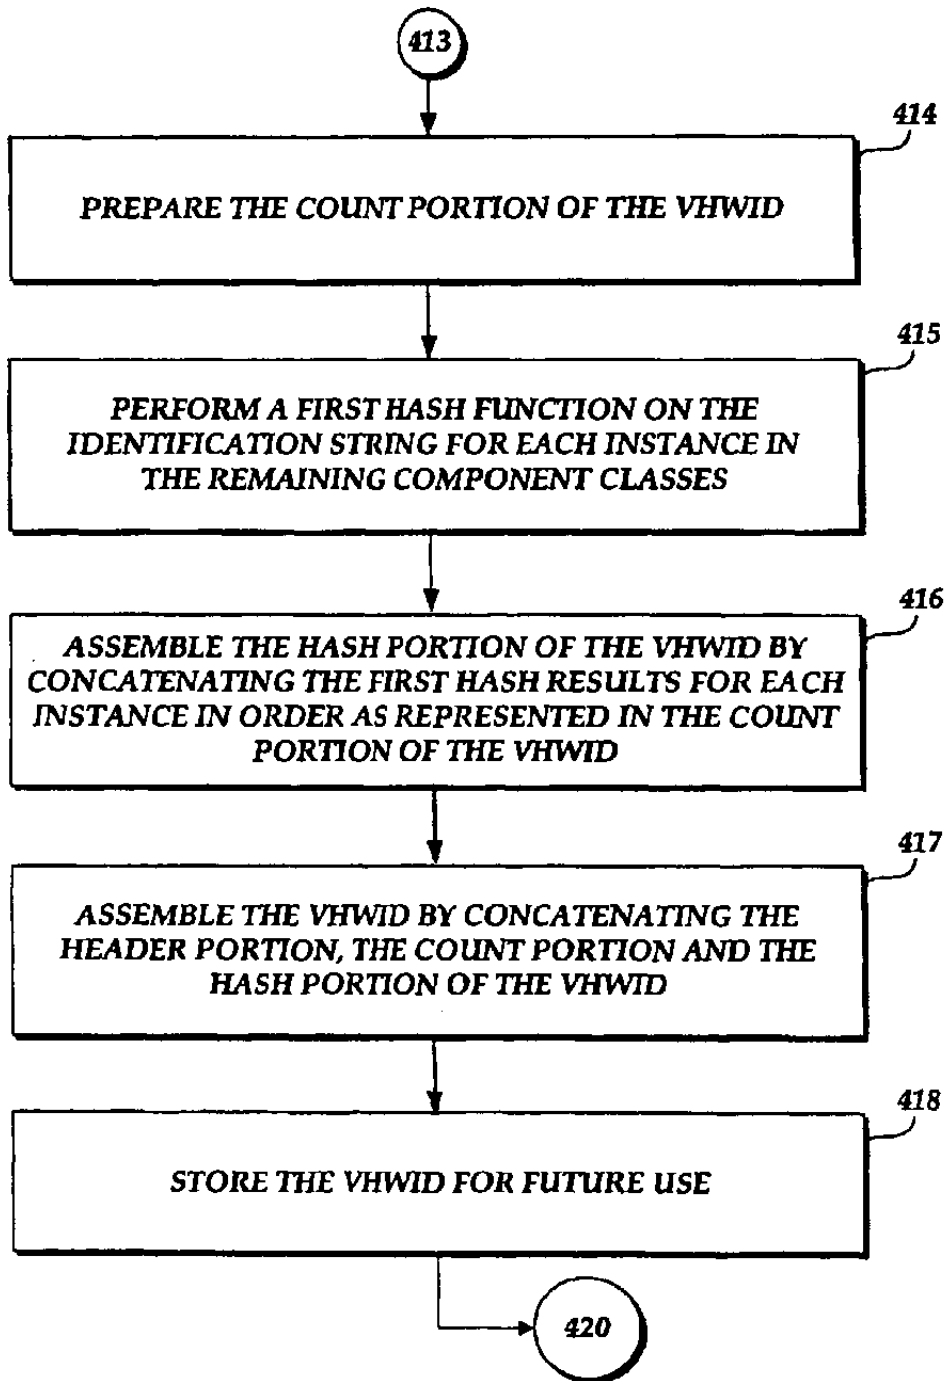 413
414
PREPARE THE COUNT PORTION OF THE VHWID
415
PERFORM A FIRST HASH FUNCTION ON THE
IDENTIFICATION STRING FOR EACH INSTANCE IN
THE REMAINING COMPONENT CLASSES
416
ASSEMBLE THE HASH PORTION OF THE VHWID BY
CONCATENATING THE FIRST HASH RESULTS FOR EACH
INSTANCE IN ORDER AS REPRESENTED IN THE COUNT
PORTION OF THE VHWID
417
ASSEMBLE THE VHWID BY CONCATENATING THE
HEADER PORTION, THE COUNT PORTION AND THE
HASH PORTION OF THE VHWID
418
STORE THE VHWID FOR FUTURE USE
420